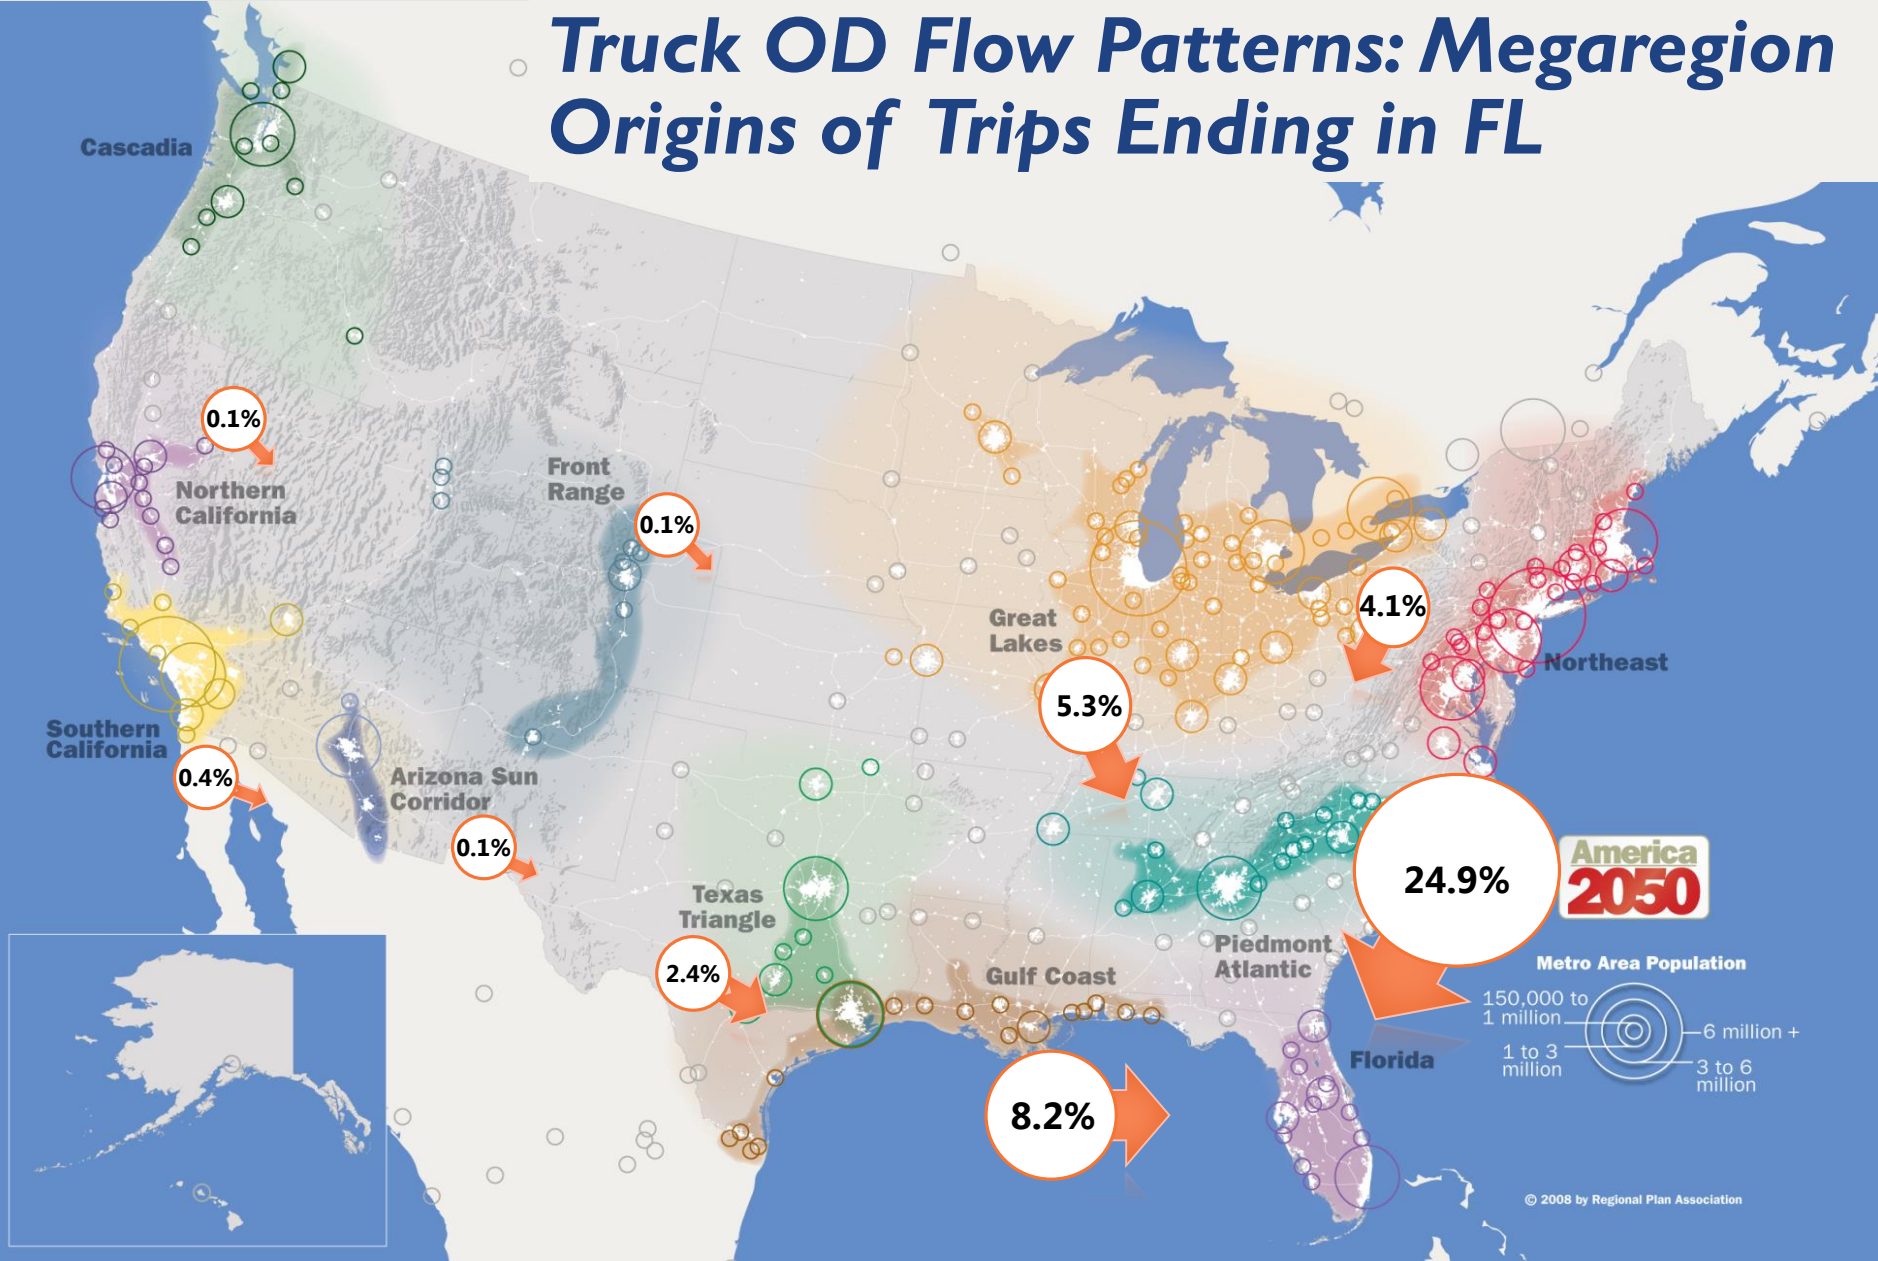 Truck OD Flow Patterns: Megaregion
Origins of Trips Ending in FL
Cascadia
0.1%
Northern
California
Front
Range
0.1%
Great
Lakes
4.1%
Northeast
5.3%
Southern
California
0.4%
Arizona Sun
Corridor
0.1%
Texas
Triangle
2.4%
Gulf Coast
Piedmont
Atlantic
24.9%
America
2050
8.2%
Florida
Metro Area Population
150,000 to
1 million
6 million +
1 to 3
million
3 to 6
million
© 2008 by Regional Plan Association